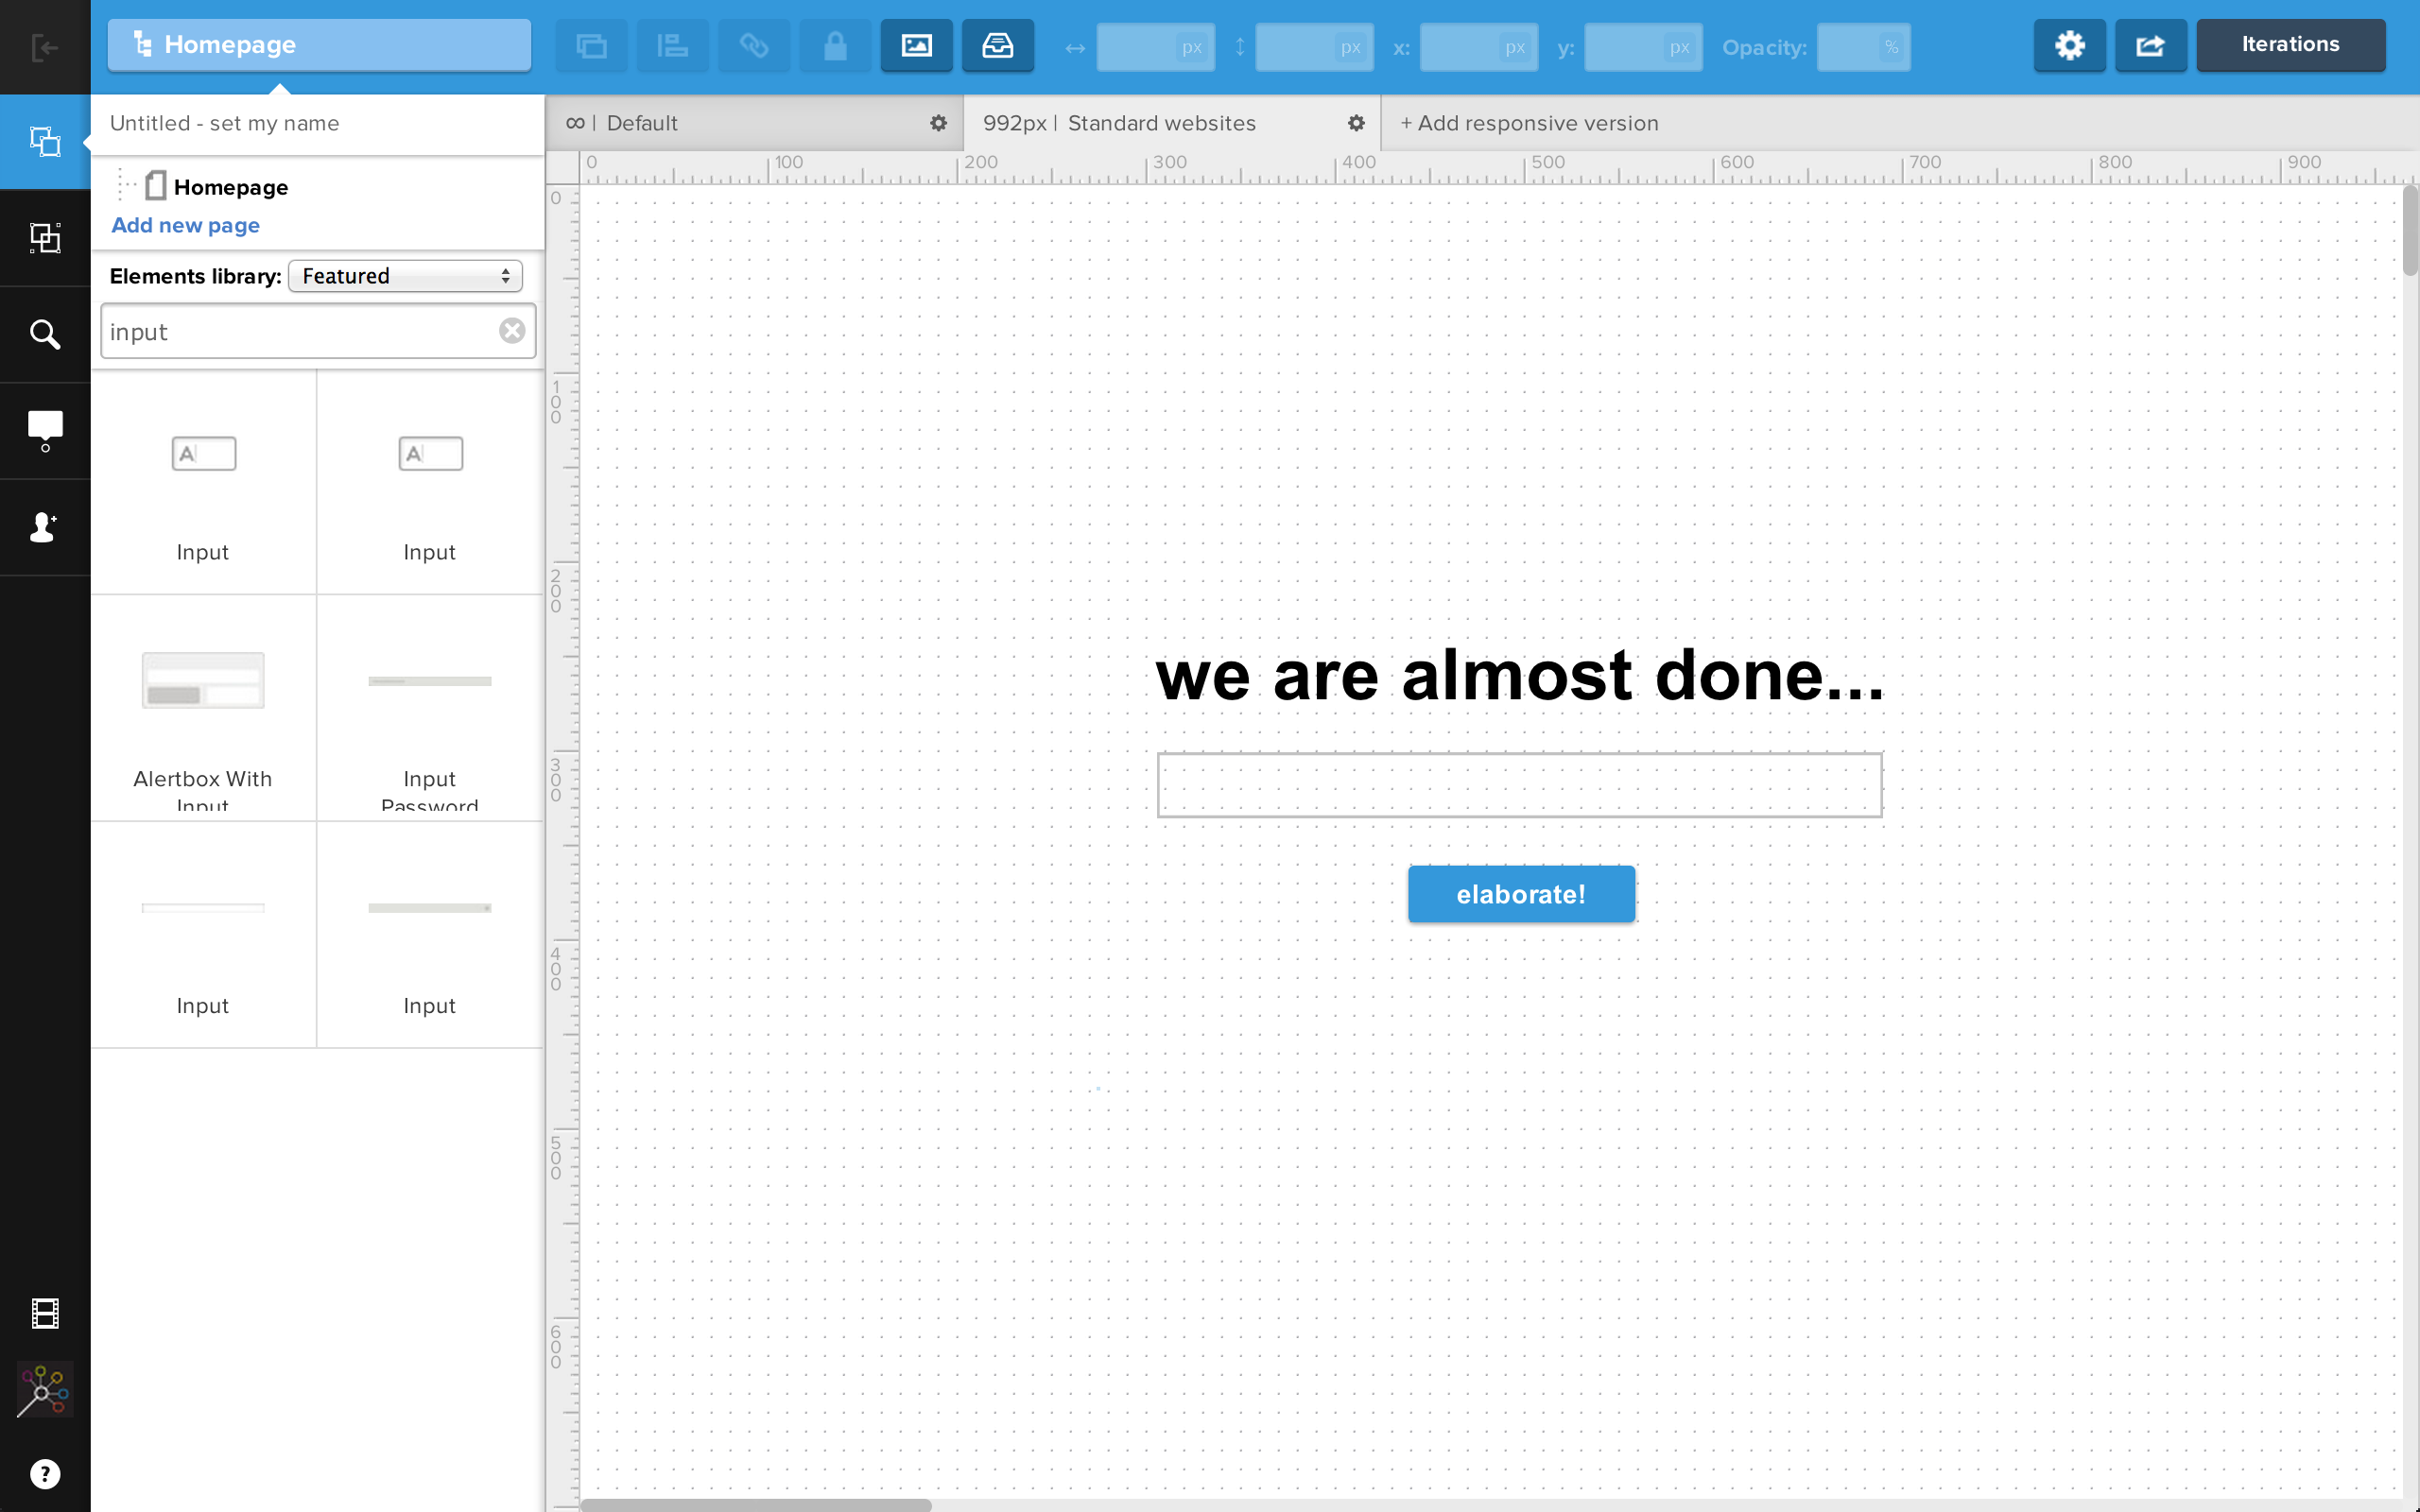 Homepage
px
px
x: px
y: px
Opacity: %
Iterations
Untitled - set my name
∞ | Default
992px | Standard websites
+ Add responsive version
Homepage
Add new page
Elements library: Featured
input
0 100 200 300 400 500 600 700 800 900
0
100
200
300
400
500
600
A
A
Input
Input
Alertbox With
Input
Input
Password
Input
Input
we are almost done...
elaborate!
?